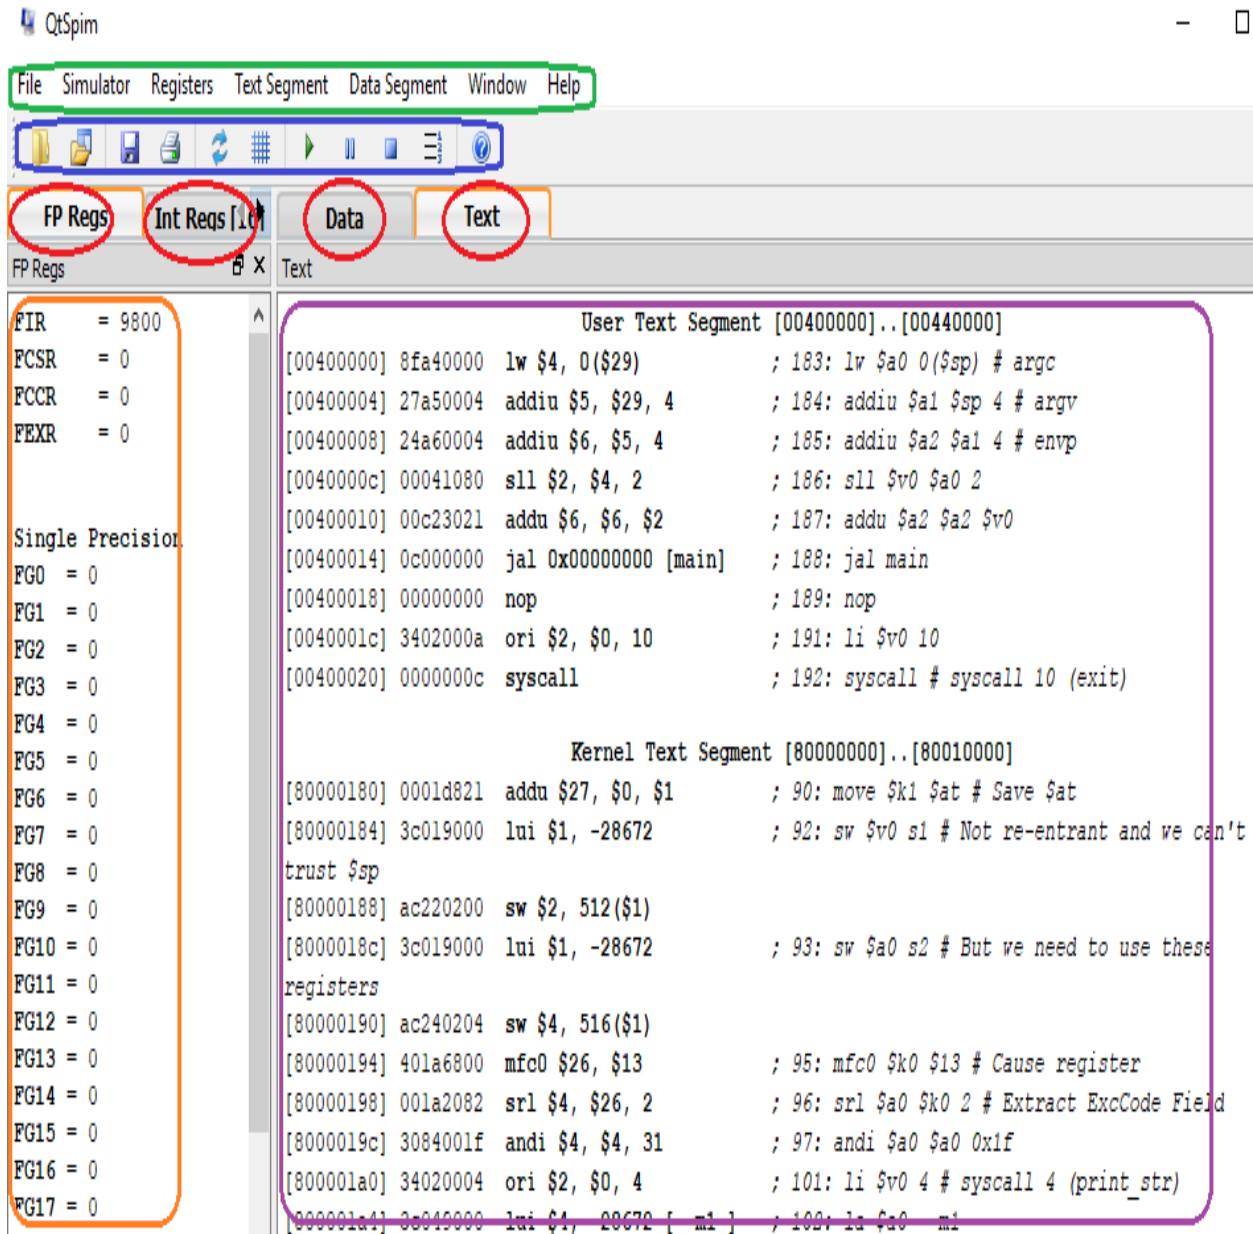 QtSpim
File Simulator Registers Text Segment Data Segment Window Help
FP Regs Int Regs [16] Data Text
FP Regs
Text
FIR = 9800
FCSR = 0
FCCR = 0
FEXR = 0
Single Precision
FG0 = 0
FG1 = 0
FG2 = 0
FG3 = 0
FG4 = 0
FG5 = 0
FG6 = 0
FG7 = 0
FG8 = 0
FG9 = 0
FG10 = 0
FG11 = 0
FG12 = 0
FG13 = 0
FG14 = 0
FG15 = 0
FG16 = 0
FG17 = 0
User Text Segment [00400000]..[00440000]
[00400000] 8fa40000 lw $4, 0($29) ; 183: lw $a0 0($sp) # argc
[00400004] 27a50004 addiu $5, $29, 4 ; 184: addiu $a1 $sp 4 # argv
[00400008] 24a60004 addiu $6, $5, 4 ; 185: addiu $a2 $a1 4 # envp
[0040000c] 00041080 sll $2, $4, 2 ; 186: sll $v0 $a0 2
[00400010] 00c23021 addu $6, $6, $2 ; 187: addu $a2 $a2 $v0
[00400014] 0c000000 jal 0x00000000 [main] ; 188: jal main
[00400018] 00000000 nop ; 189: nop
[0040001c] 3402000a ori $2, $0, 10 ; 191: li $v0 10
[00400020] 0000000c syscall ; 192: syscall # syscall 10 (exit)
Kernel Text Segment [80000000]..[80010000]
[80000180] 0001d821 addu $27, $0, $1 ; 90: move $k1 $at # Save $at
[80000184] 3c019000 lui $1, -28672 ; 92: sw $v0 s1 # Not re-entrant and we can't
trust $sp
[80000188] ac220200 sw $2, 512($1)
[8000018c] 3c019000 lui $1, -28672 ; 93: sw $a0 s2 # But we need to use these
registers
[80000190] ac240204 sw $4, 516($1)
[80000194] 401a6800 mfc0 $26, $13 ; 95: mfc0 $k0 $13 # Cause register
[80000198] 001a2082 srl $4, $26, 2 ; 96: srl $a0 $k0 2 # Extract ExcCode Field
[8000019c] 3084001f andi $4, $4, 31 ; 97: andi $a0 $a0 0x1f
[800001a0] 34020004 ori $2, $0, 4 ; 101: li $v0 4 # syscall 4 (print_str)
[800001a4] 3c049000 lui $4, -28672 [__m1_] ; 102: la $a0 __m1_